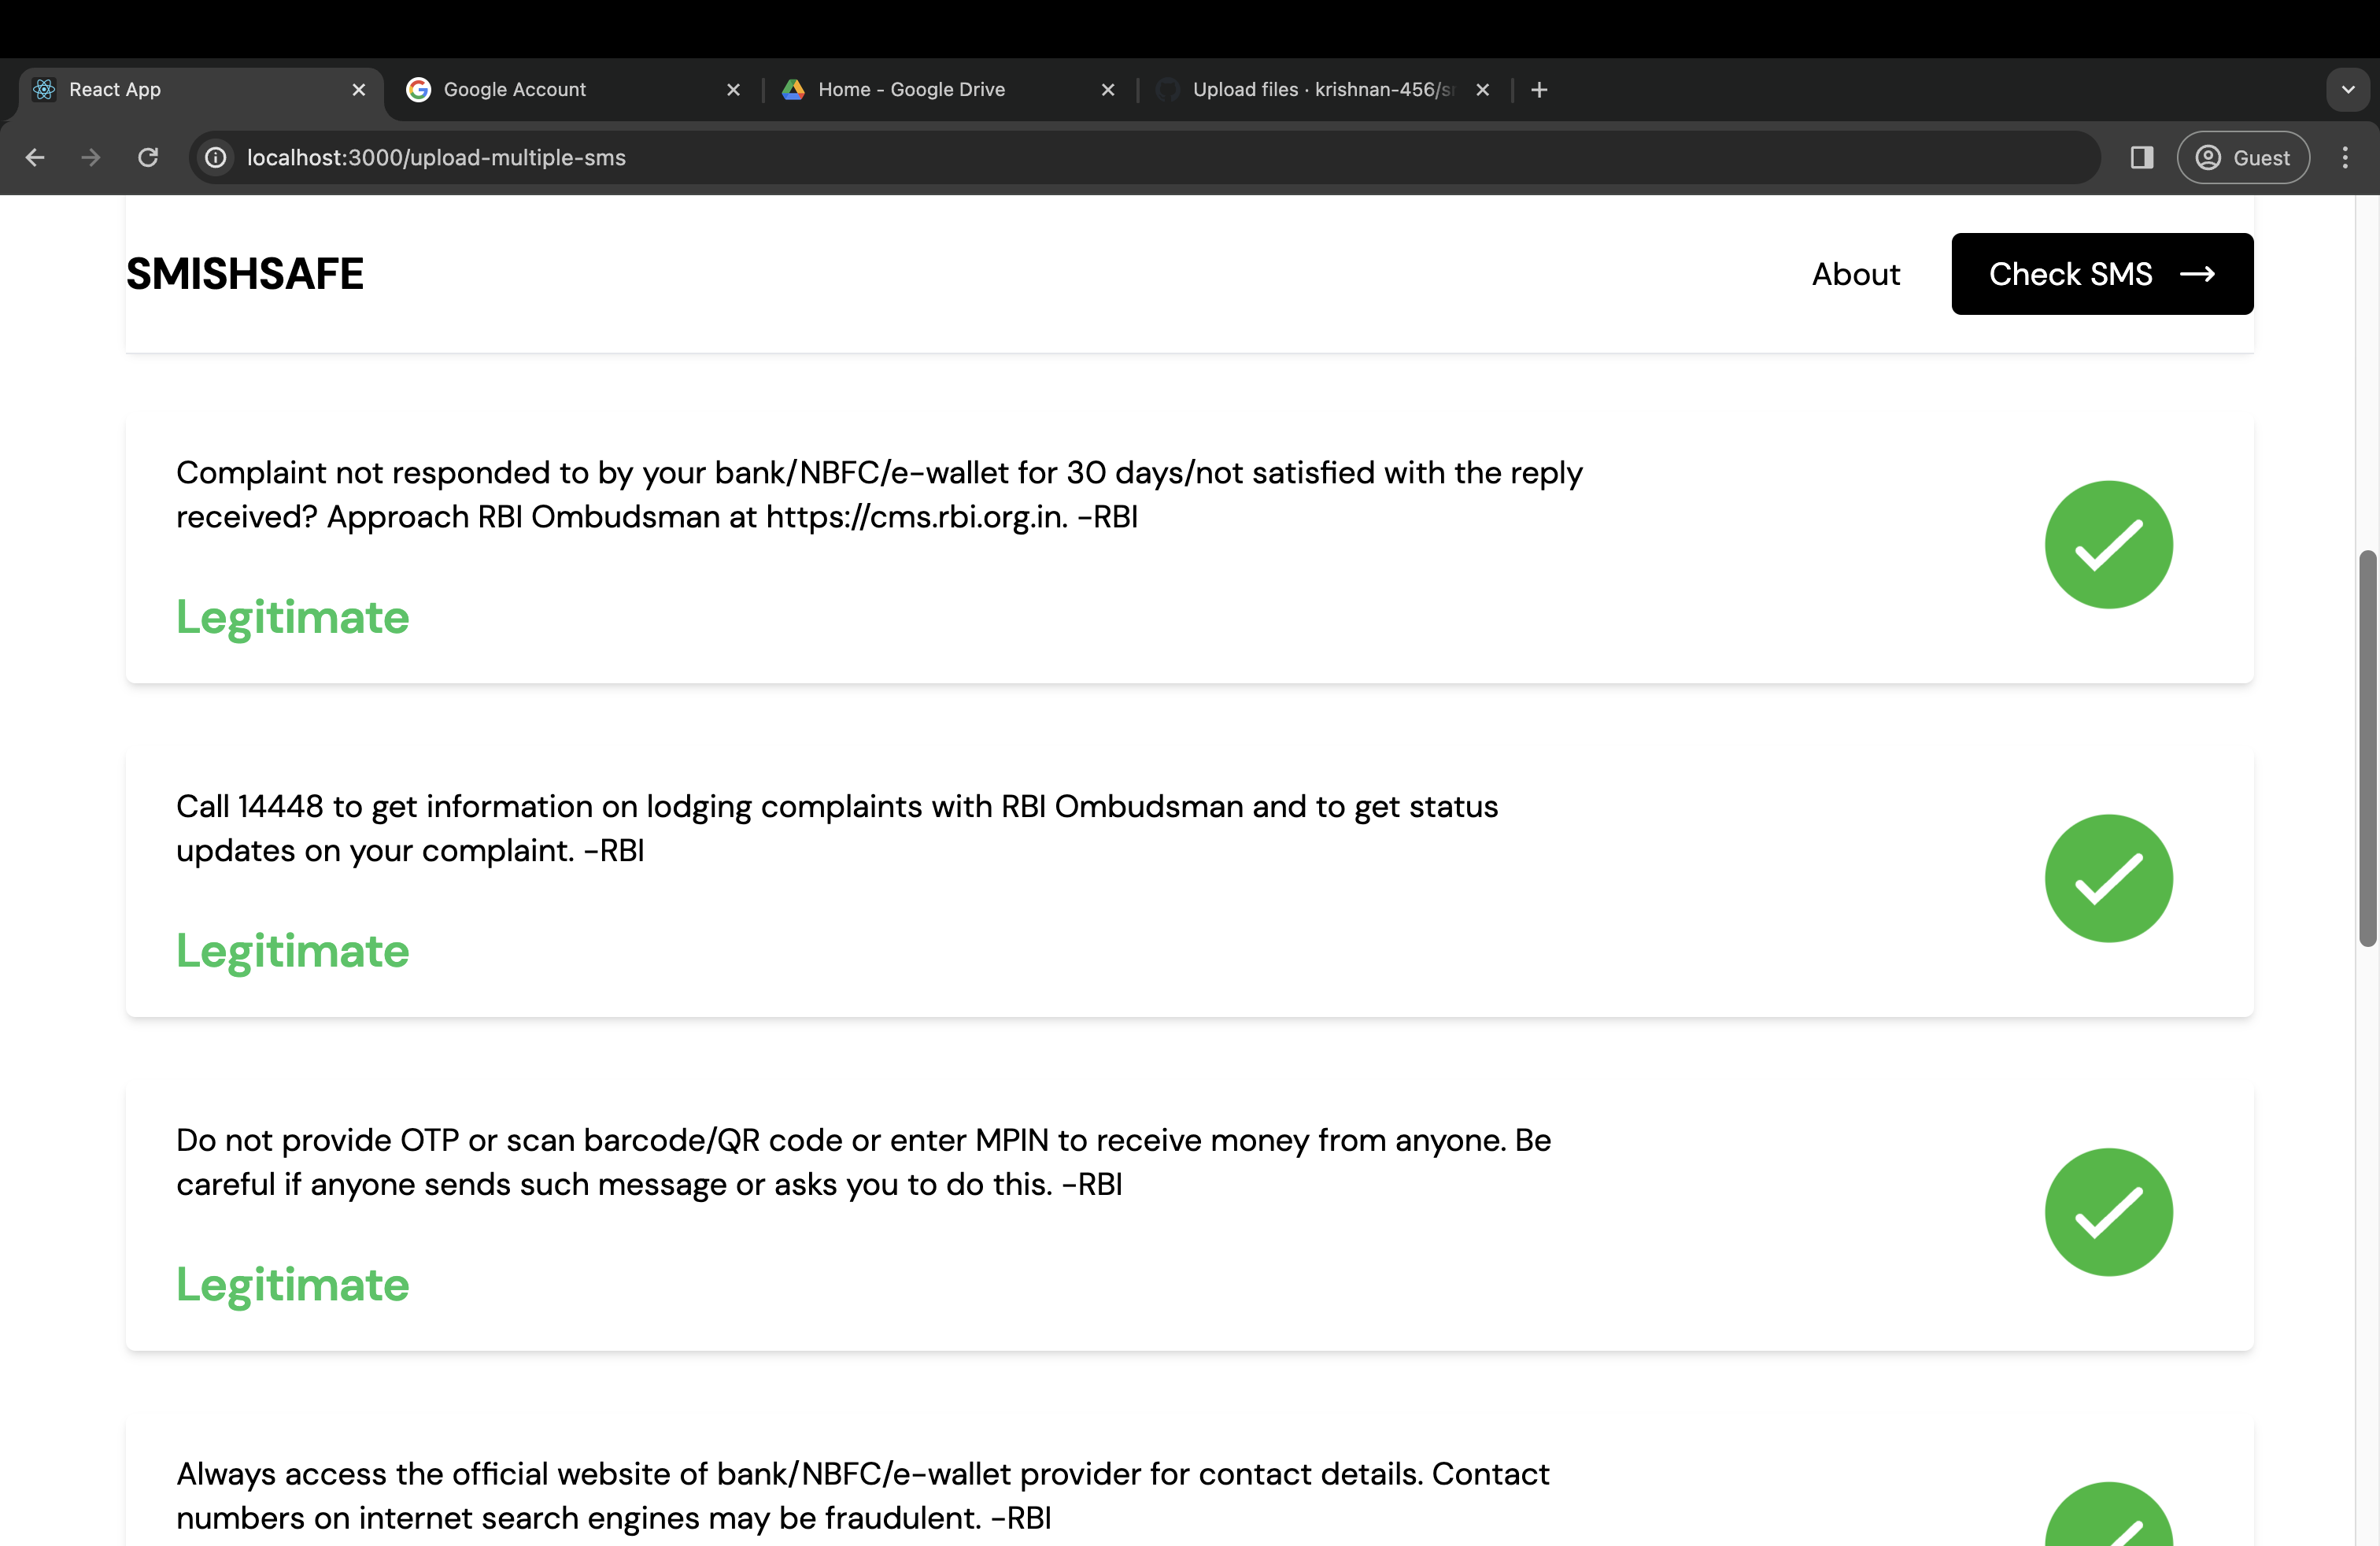 React App
Google Account
Home - Google Drive
Upload files · krishnan-456/s
localhost:3000/upload-multiple-sms
Guest
SMISHSAFE
About
Check SMS
Complaint not responded to by your bank/NBFC/e-wallet for 30 days/not satisfied with the reply
received? Approach RBI Ombudsman at https://cms.rbi.org.in. -RBI
Legitimate
Call 14448 to get information on lodging complaints with RBI Ombudsman and to get status
updates on your complaint. -RBI
Legitimate
Do not provide OTP or scan barcode/QR code or enter MPIN to receive money from anyone. Be
careful if anyone sends such message or asks you to do this. -RBI
Legitimate
Always access the official website of bank/NBFC/e-wallet provider for contact details. Contact
numbers on internet search engines may be fraudulent. -RBI